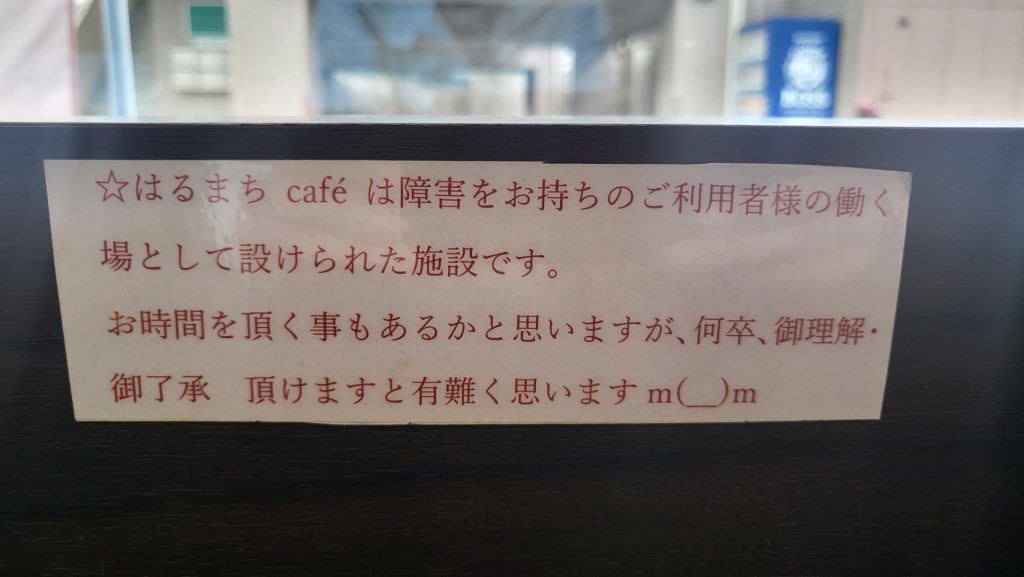 ☆はるまち café は障害をお持ちのご利用者様の働く
場として設けられた施設です。
お時間を頂く事もあるかと思いますが、何卒、御理解・
御了承　頂けますと有難く思います m(__)m
BOSS